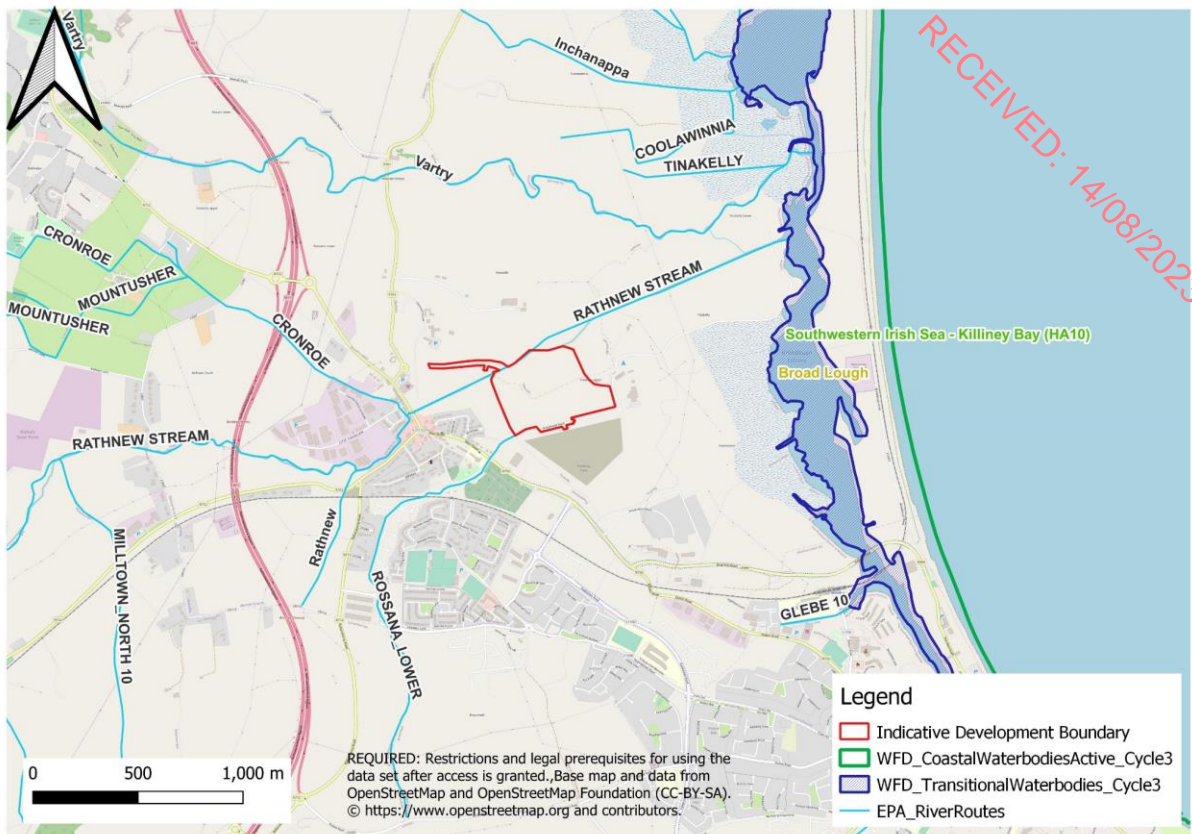 Vartry
Inchanappa
RECEIVED: 14/08/2025
COOLAWINNIA
TINAKELLY
Vartry
CRONROE
MOUNTUSHER
MOUNTUSHER
CRONROE
RATHNEW STREAM
Southwestern Irish Sea - Killiney Bay (HA10)
Broad Lough
RATHNEW STREAM
Rathnew
MILLTOWN_NORTH 10
ROSSANA_LOWER
GLEBE 10
Legend
Indicative Development Boundary
WFD_CoastalWaterbodiesActive_Cycle3
WFD_TransitionalWaterbodies_Cycle3
EPA_RiverRoutes
0 500 1,000 m
REQUIRED: Restrictions and legal prerequisites for using the
data set after access is granted.,Base map and data from
OpenStreetMap and OpenStreetMap Foundation (CC-BY-SA).
© https://www.openstreetmap.org and contributors.